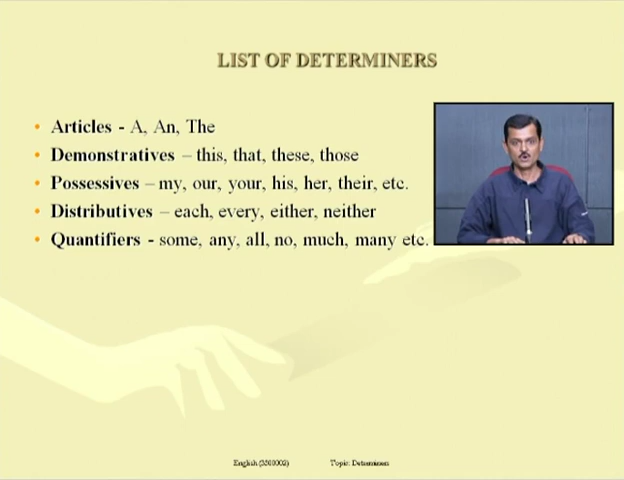 LIST OF DETERMINERS
• Articles - A, An, The
• Demonstratives – this, that, these, those
• Possessives – my, our, your, his, her, their, etc.
• Distributives – each, every, either, neither
• Quantifiers - some, any, all, no, much, many etc.
English (3500002) Topic: Determiners